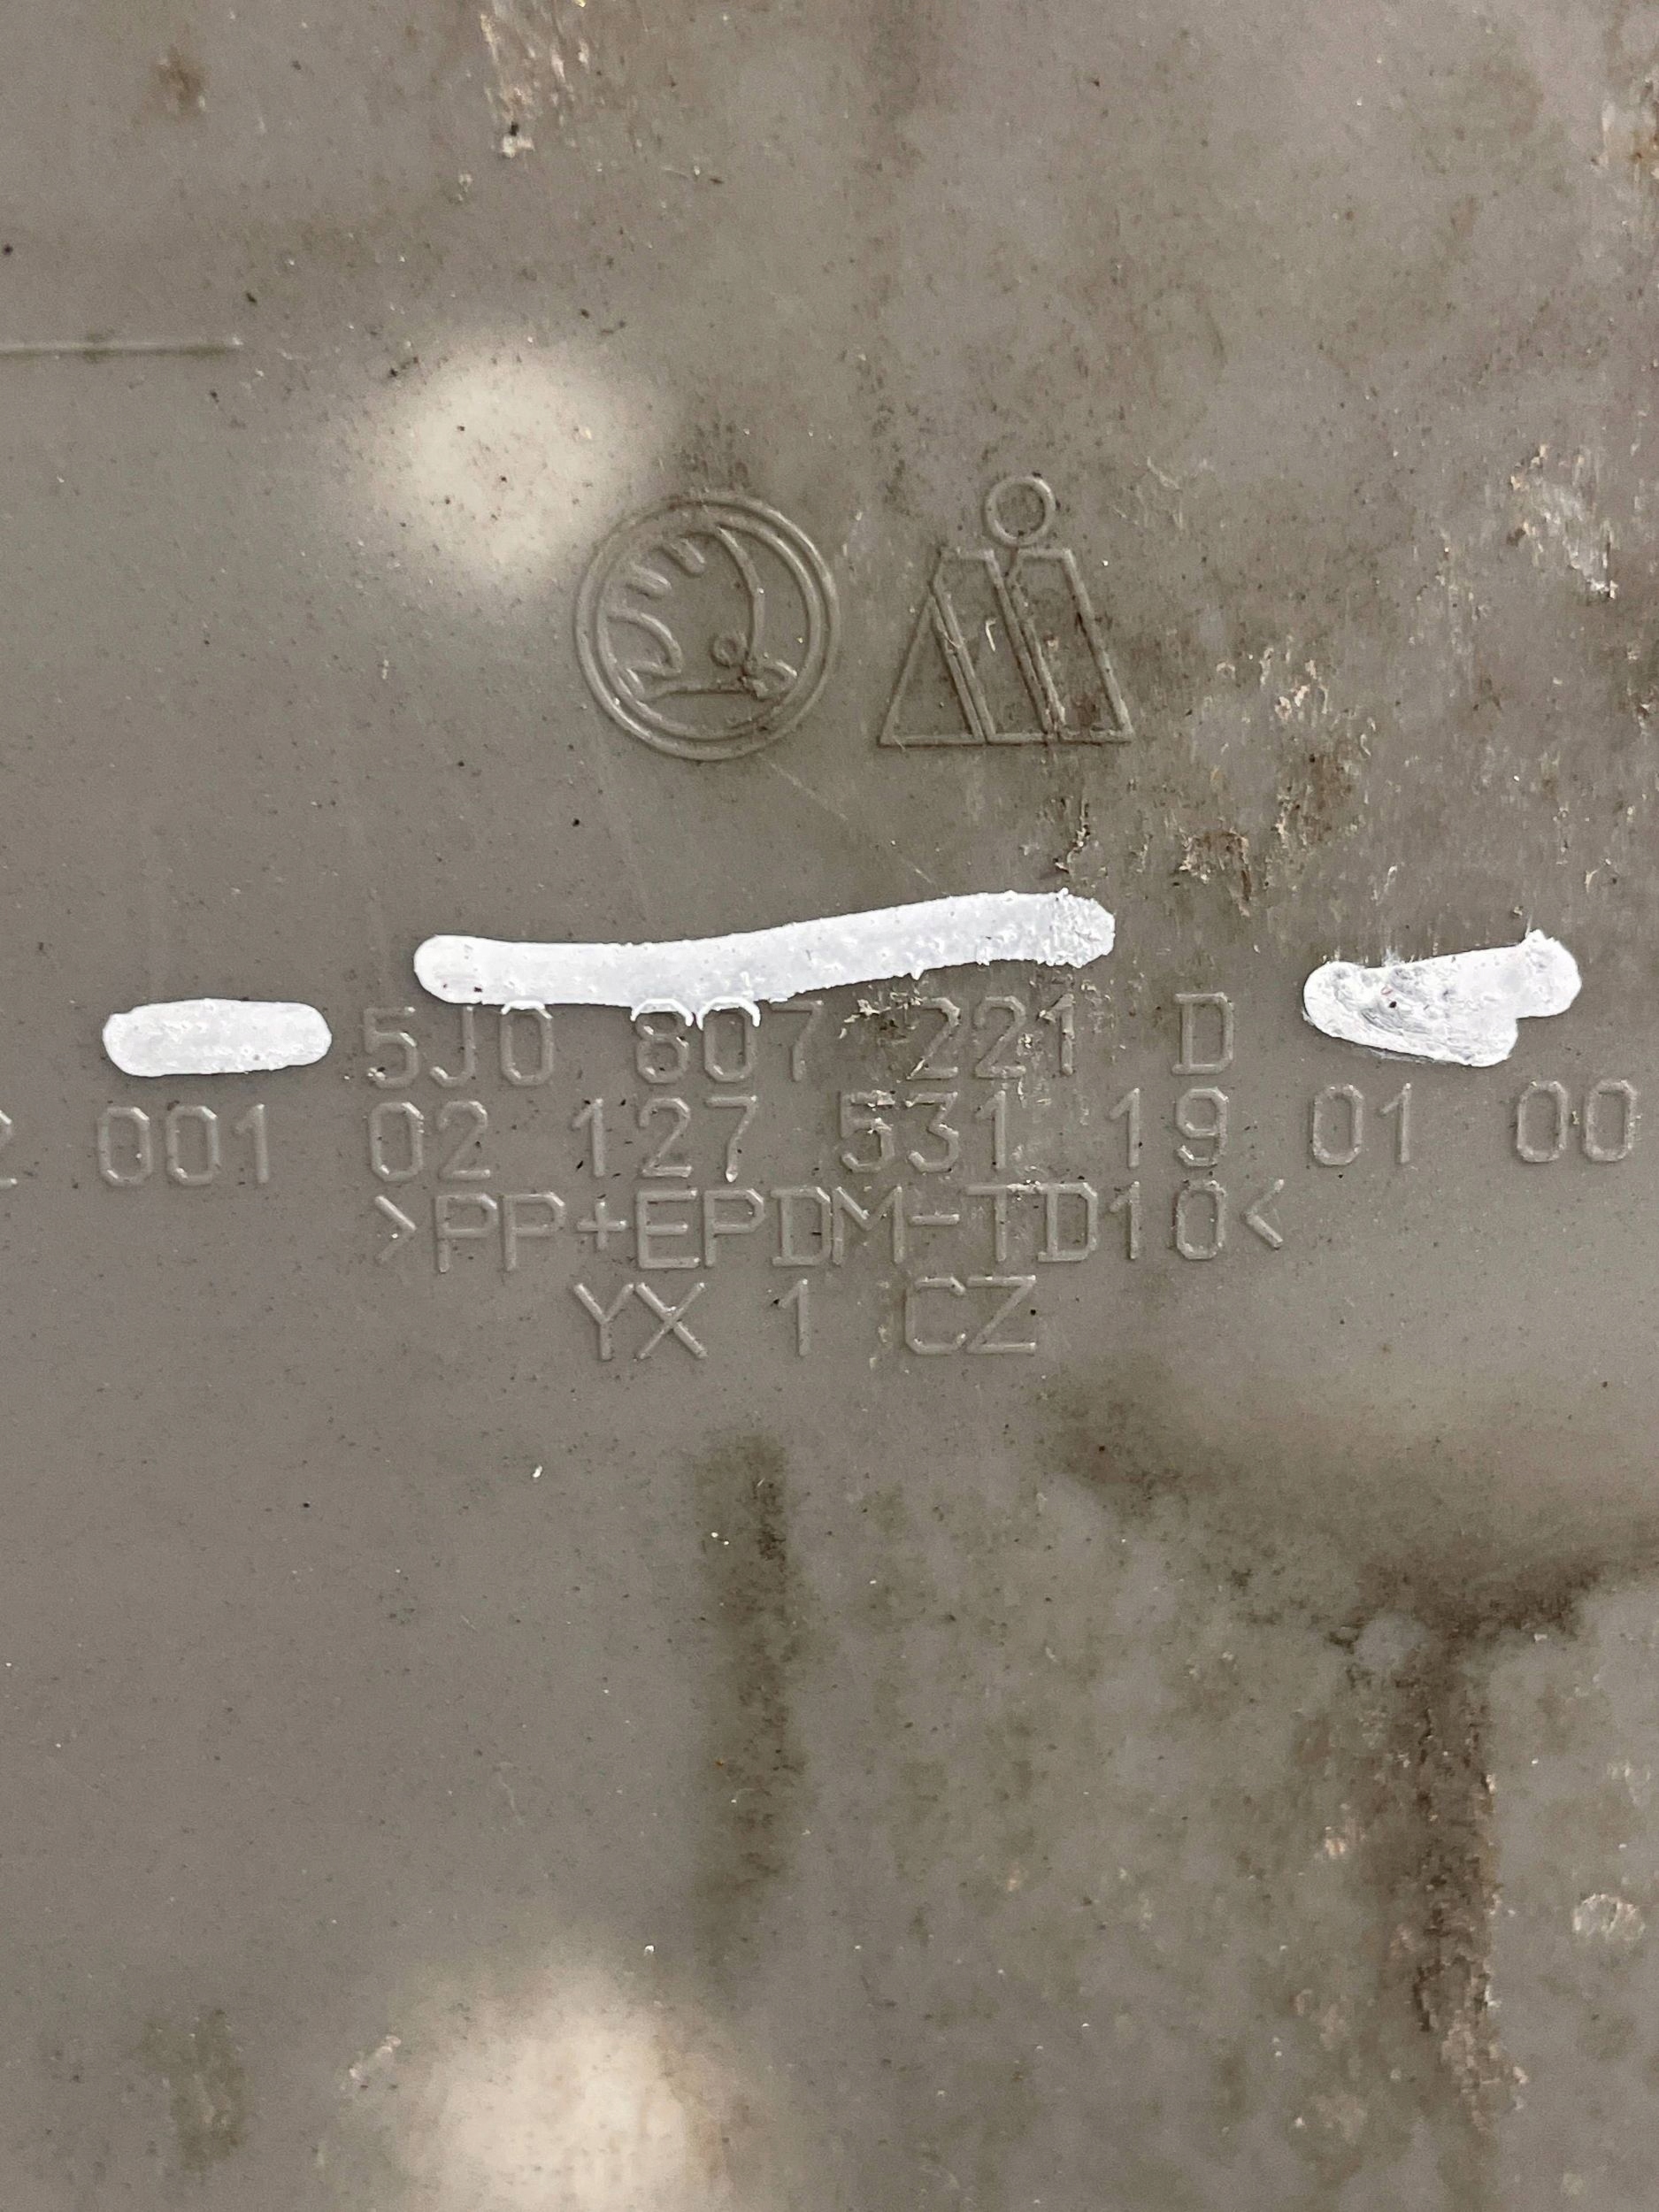 5J0 807 221 D
001 02 127 531 19 01 00
>PP+EPDM-TD10<
YX 1 CZ